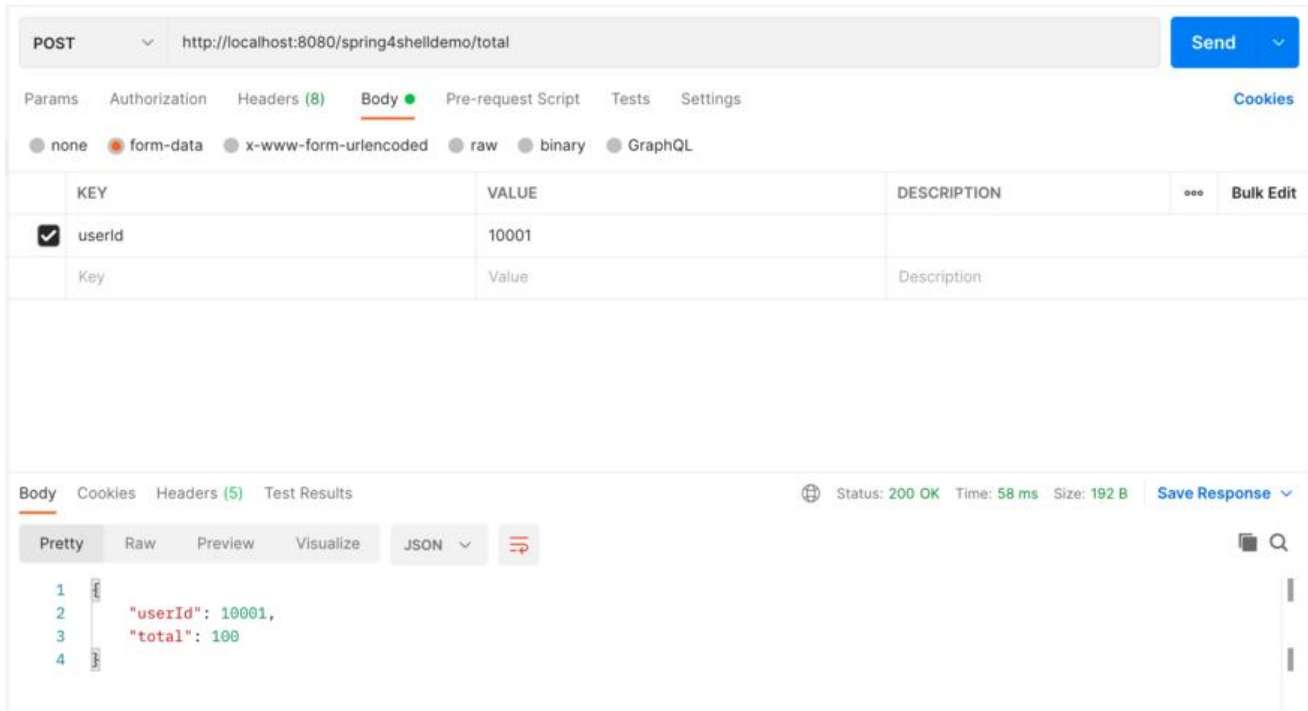 POST http://localhost:8080/spring4shelldemo/total Send
Params Authorization Headers (8) Body Pre-request Script Tests Settings Cookies
none form-data x-www-form-urlencoded raw binary GraphQL
KEY VALUE DESCRIPTION ooo Bulk Edit
userId 10001
Key Value Description
Body Cookies Headers (5) Test Results Status: 200 OK Time: 58 ms Size: 192 B Save Response
Pretty Raw Preview Visualize JSON
1 {
2 "userId": 10001,
3 "total": 100
4 }